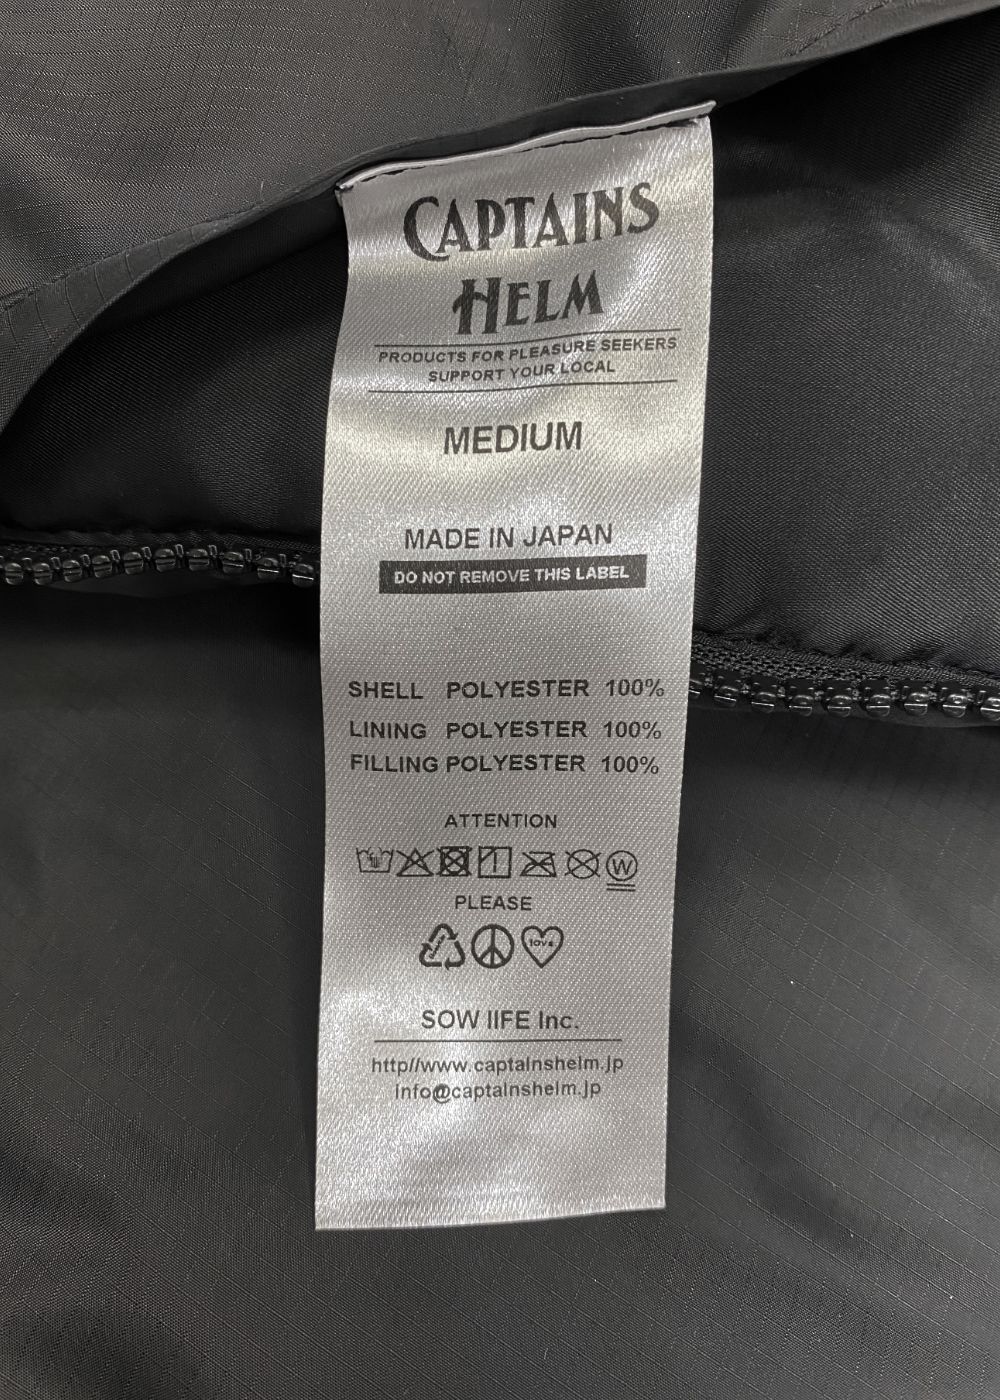 CAPTAINS
HELM
PRODUCTS FOR PLEASURE SEEKERS
SUPPORT YOUR LOCAL
MEDIUM
MADE IN JAPAN
DO NOT REMOVE THIS LABEL
SHELL POLYESTER 100%
LINING POLYESTER 100%
FILLING POLYESTER 100%
ATTENTION
W
PLEASE
love
SOW IIFE Inc.
http//www.captainshelm.jp
info@captainshelm.jp